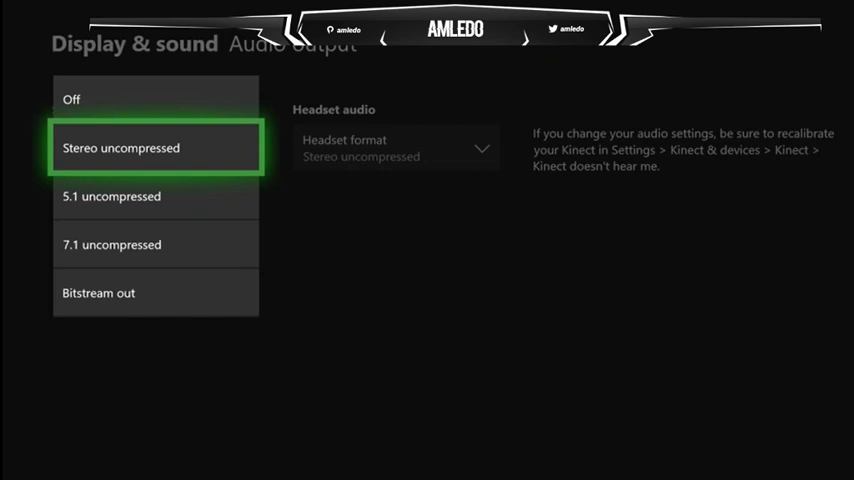 AMLEDO
amledo
amledo
Display & sound Audio output
Off
Stereo uncompressed
5.1 uncompressed
7.1 uncompressed
Bitstream out
Headset audio
Headset format
Stereo uncompressed
If you change your audio settings, be sure to recalibrate
your Kinect in Settings > Kinect & devices > Kinect >
Kinect doesn't hear me.